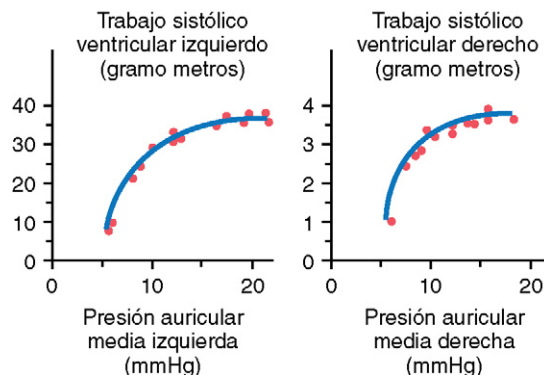 Trabajo sistólico
ventricular izquierdo
(gramo metros)
40
30
20
10
0
0
10
20
Presión auricular
media izquierda
(mmHg)
Trabajo sistólico
ventricular derecho
(gramo metros)
4
3
2
1
0
0
10
20
Presión auricular
media derecha
(mmHg)